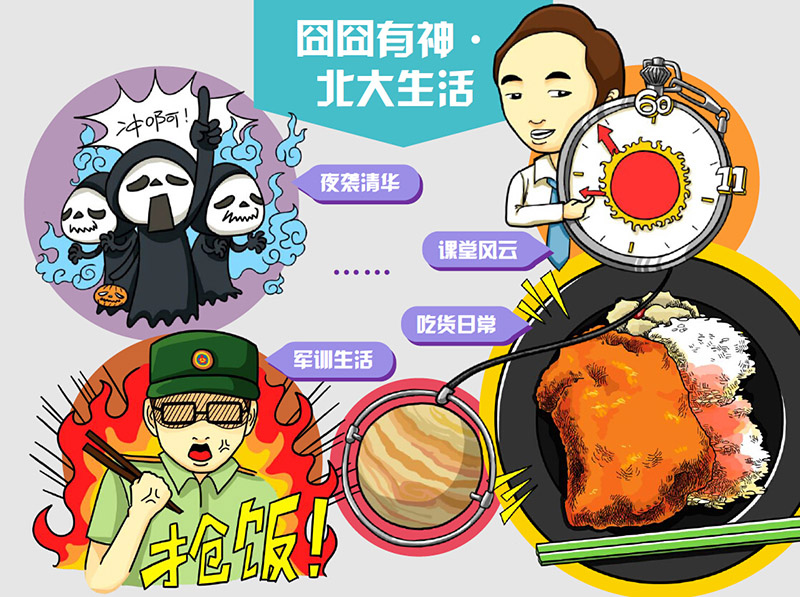 囧囧有神·
北大生活
冲啊!
60
11
夜袭清华
课堂风云
……
吃货日常
军训生活
抢饭!